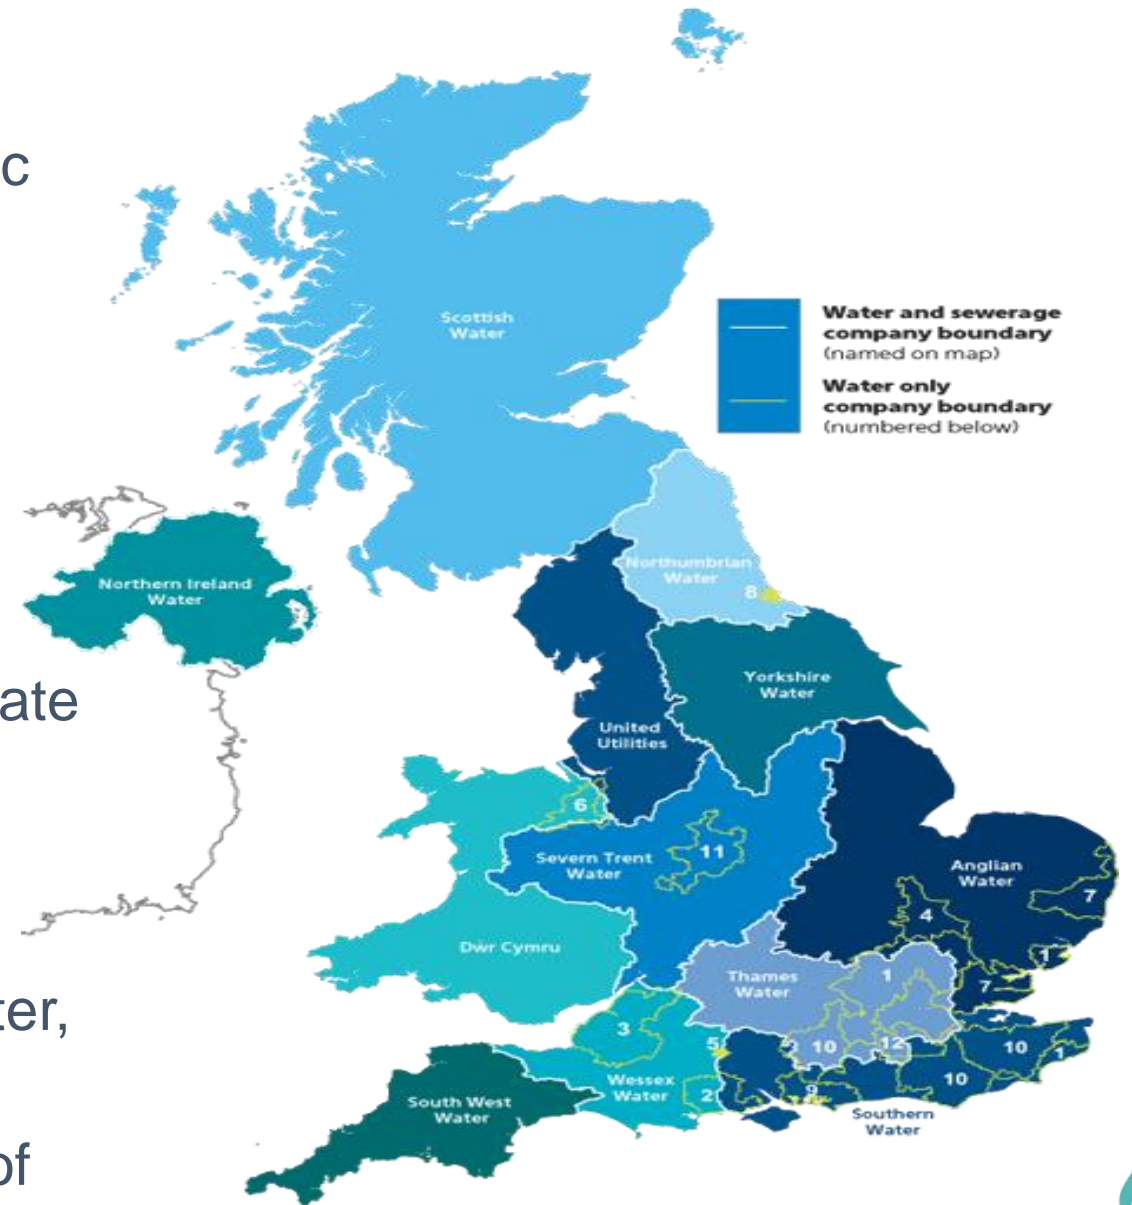 c
Scottish
Water
Water and sewerage
company boundary
(named on map)
Water only
company boundary
(numbered below)
Northumbrian
Water
8
Northern Ireland
Water
ate
Yorkshire
Water
United
Utilities
6
Severn Trent
Water
11
Anglian
Water
7
4
Dŵr Cymru
1
Thames
Water
1
7
ter,
3
5
3
10
12
10
1
Wessex
Water
2
9
10
South West
Water
Southern
Water
of